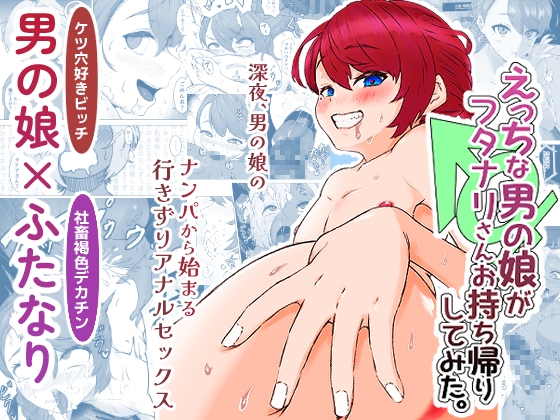 えっちな男の娘が
フタナリさんお持ち帰り
してみた。
深夜、男の娘の
ナンパから始まる
行きずりアナルセックス
ケツ穴好きビッチ
男の娘×ふたなり
社畜褐色デカチン